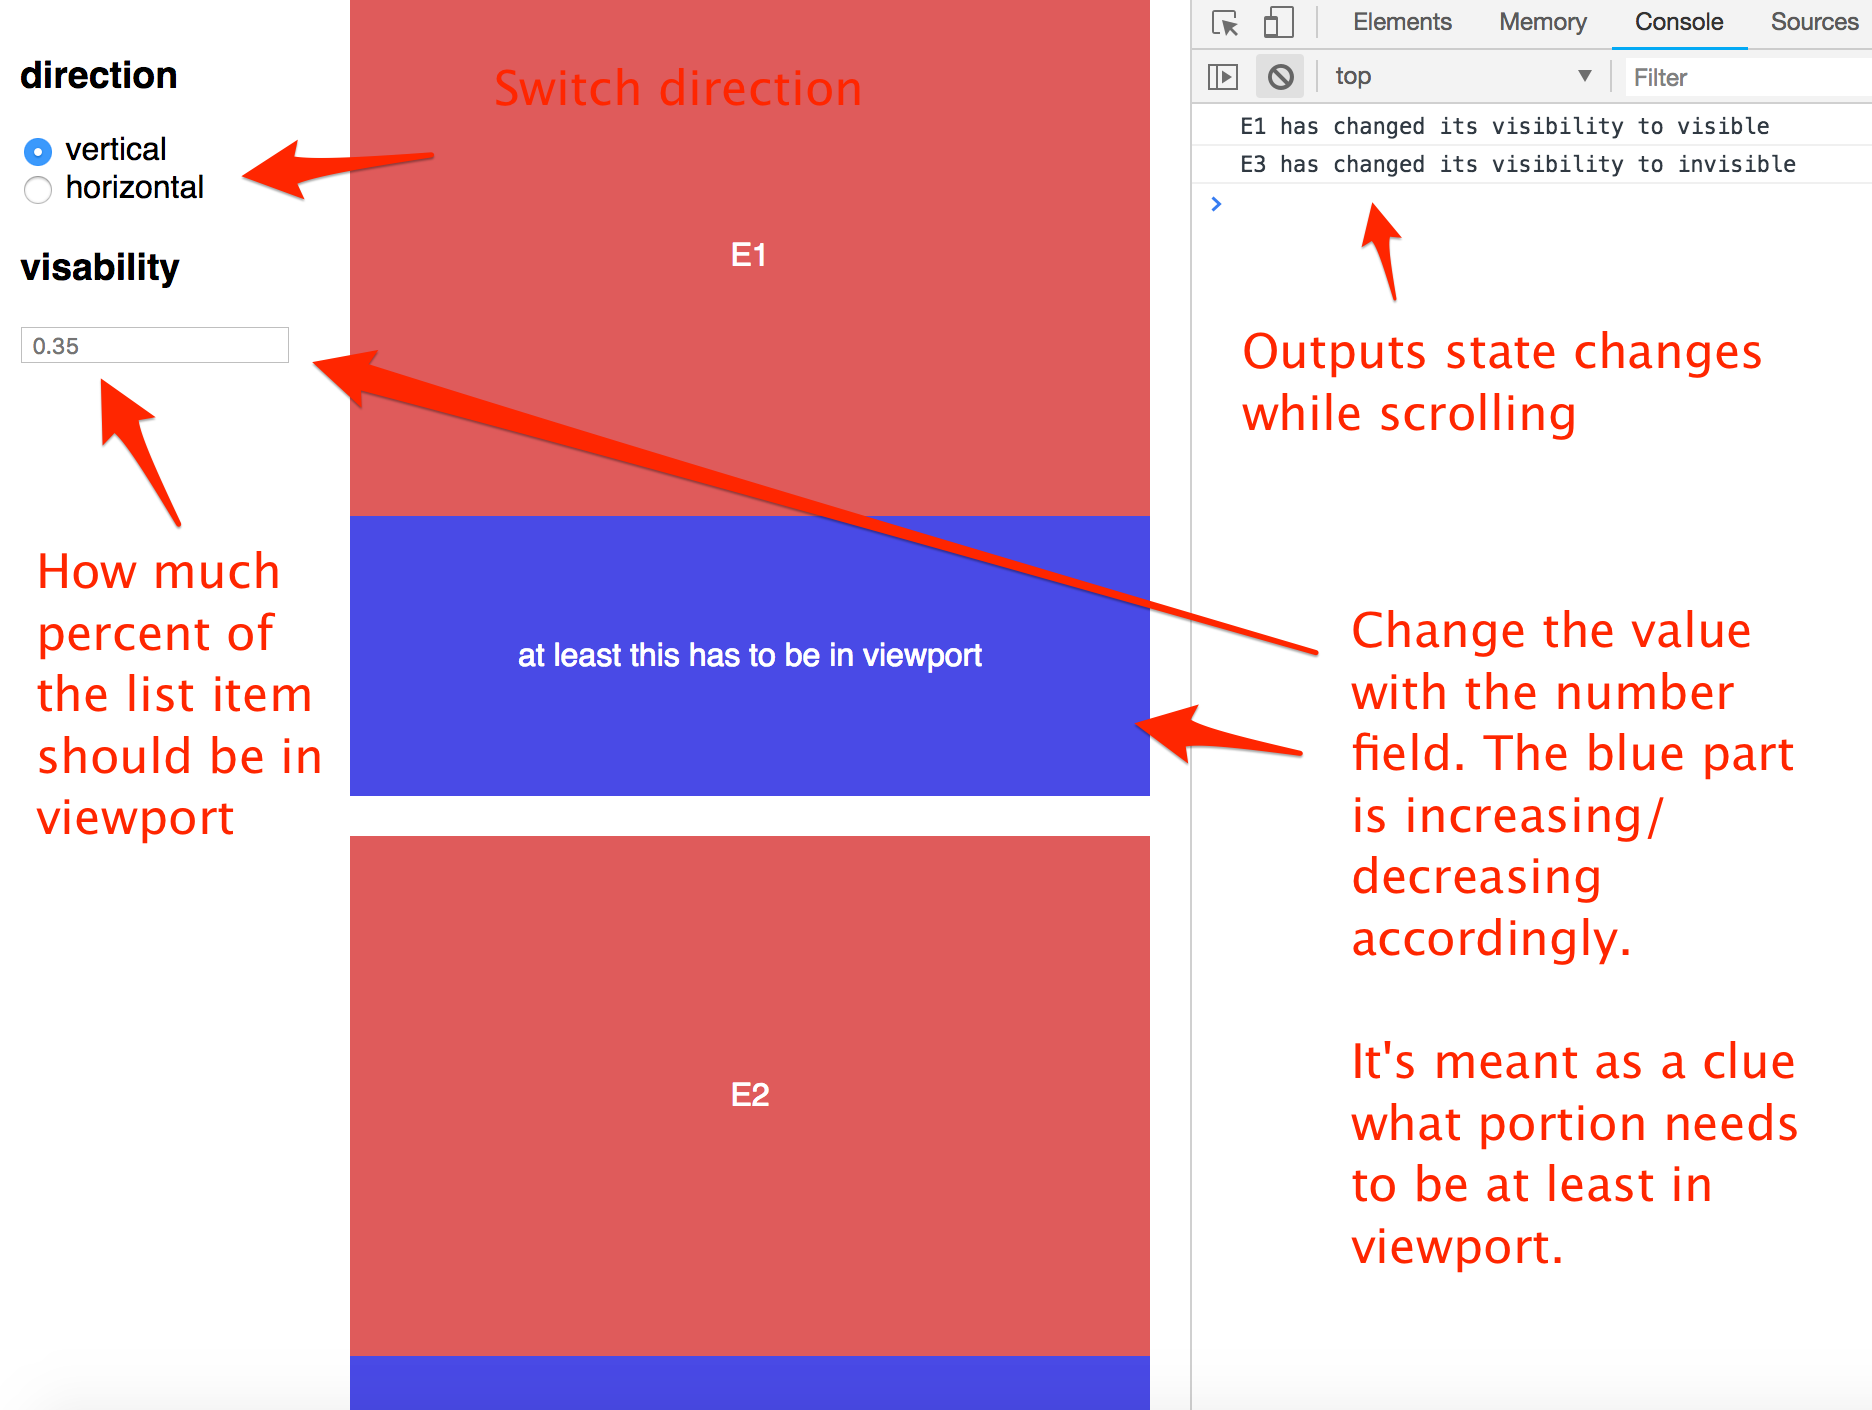 direction
vertical
horizontal
visability
0.35
How much
percent of
the list item
should be in
viewport
Switch direction
E1
at least this has to be in viewport
E2
Elements Memory Console Sources
top ▼ Filter
E1 has changed its visibility to visible
E3 has changed its visibility to invisible
>
Outputs state changes
while scrolling
Change the value
with the number
field. The blue part
is increasing/
decreasing
accordingly.
It's meant as a clue
what portion needs
to be at least in
viewport.